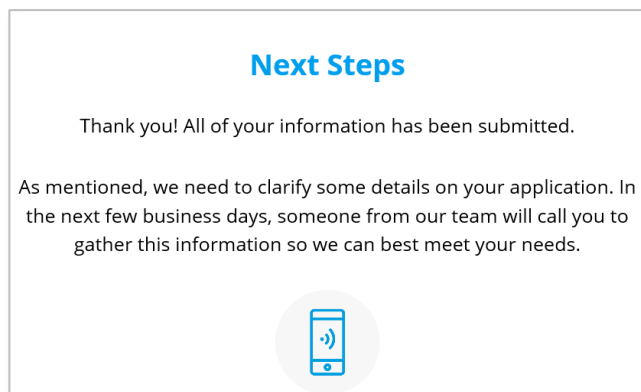 Next Steps
Thank you! All of your information has been submitted.
As mentioned, we need to clarify some details on your application. In
the next few business days, someone from our team will call you to
gather this information so we can best meet your needs.